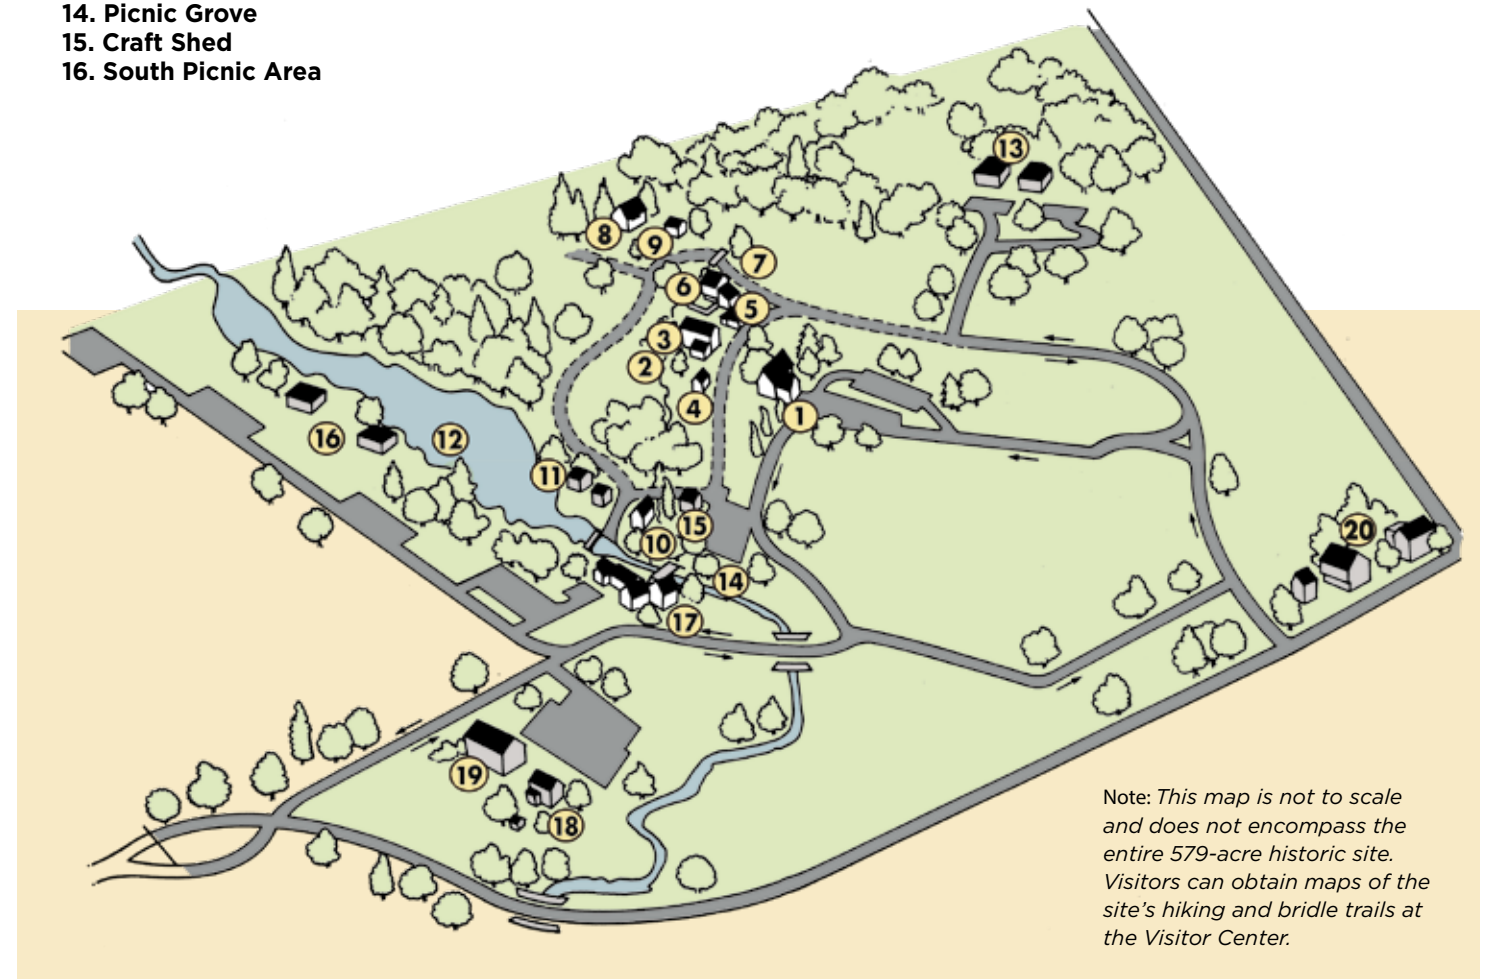 14. Picnic Grove
15. Craft Shed
16. South Picnic Area
13
8
9
7
6
5
3
2
4
1
16
12
11
15
10
20
14
17
19
18
Note: This map is not to scale
and does not encompass the
entire 579-acre historic site.
Visitors can obtain maps of the
site's hiking and bridle trails at
the Visitor Center.